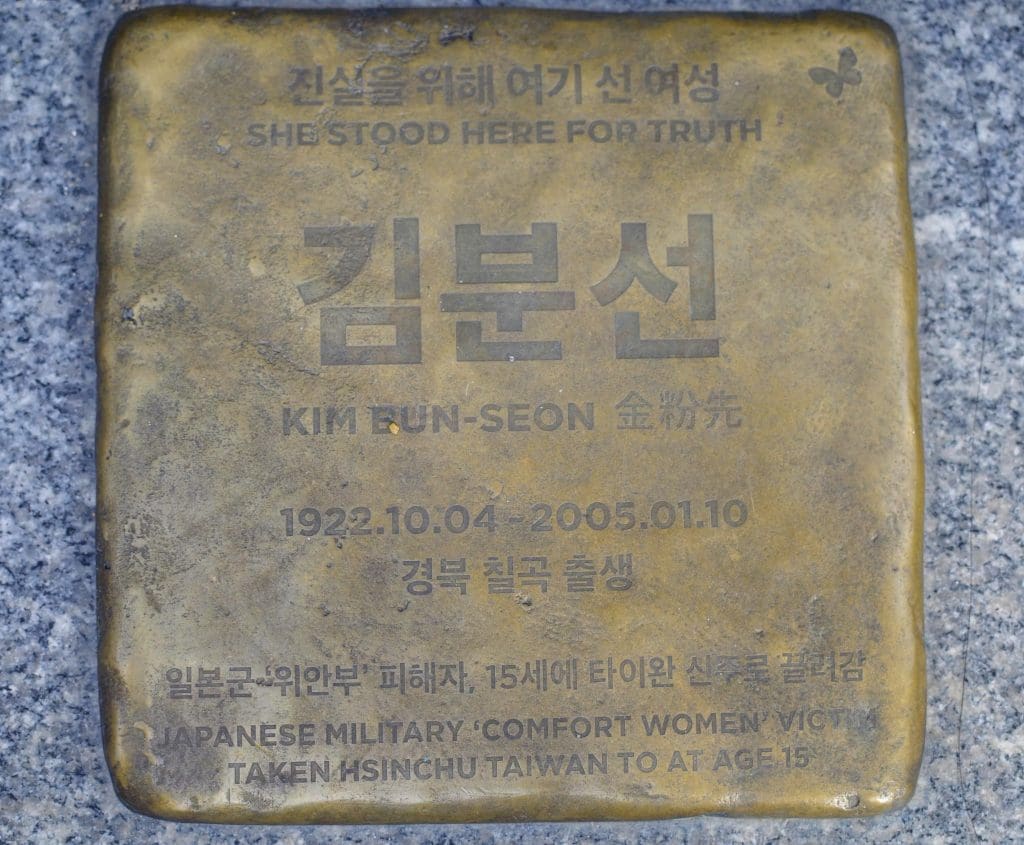 진실을 위해 여기 선 여성
SHE STOOD HERE FOR TRUTH
김분선
KIM BUN-SEON 金粉先
1922.10.04 ~ 2005.01.10
경북 칠곡 출생
일본군 '위안부' 피해자, 15세에 타이완 신주로 끌려감
JAPANESE MILITARY 'COMFORT WOMEN' VICTIM
TAKEN HSINCHU TAIWAN TO AT AGE 15